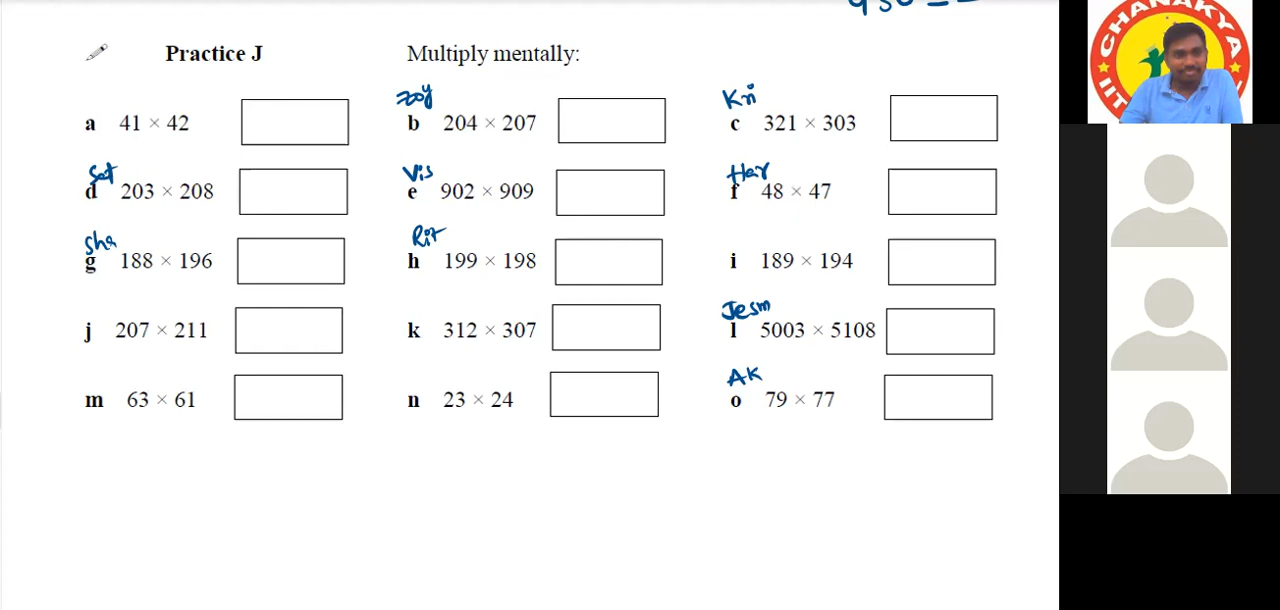 Practice J Multiply mentally:
zoy Kri
a 41 × 42 b 204 × 207 c 321 × 303
Sat Vis Har
d 203 × 208 e 902 × 909 f 48 × 47
Sha Rit
g 188 × 196 h 199 × 198 i 189 × 194
Jesm
j 207 × 211 k 312 × 307 l 5003 × 5108
AK
m 63 × 61 n 23 × 24 o 79 × 77
CHANAKYA
IIT